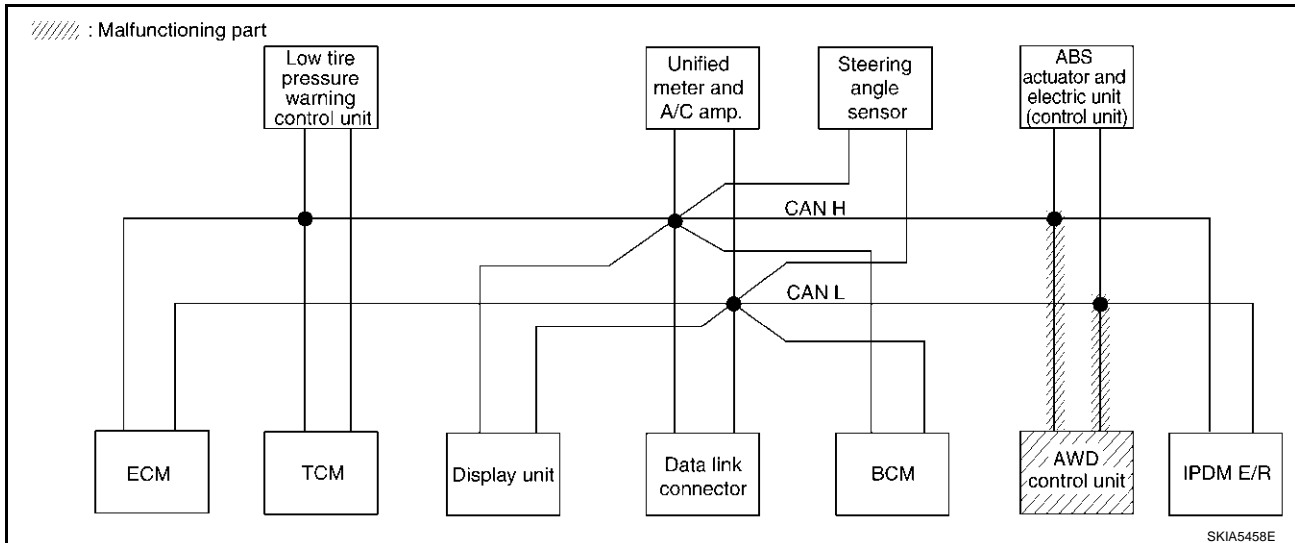 : Malfunctioning part
Low tire
pressure
warning
control unit
Unified
meter and
A/C amp.
Steering
angle
sensor
ABS
actuator and
electric unit
(control unit)
CAN H
CAN L
ECM
TCM
Display unit
Data link
connector
BCM
AWD
control unit
IPDM E/R
SKIA5458E